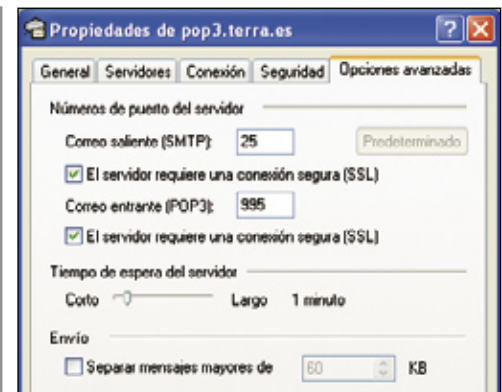 Propiedades de pop3.terra.es
General Servidores Conexión Seguridad Opciones avanzadas
Números de puerto del servidor
Correo saliente (SMTP): 25 Predeterminado
El servidor requiere una conexión segura (SSL)
Correo entrante (POP3): 995
El servidor requiere una conexión segura (SSL)
Tiempo de espera del servidor
Corto Largo 1 minuto
Envío
Separar mensajes mayores de 60 KB